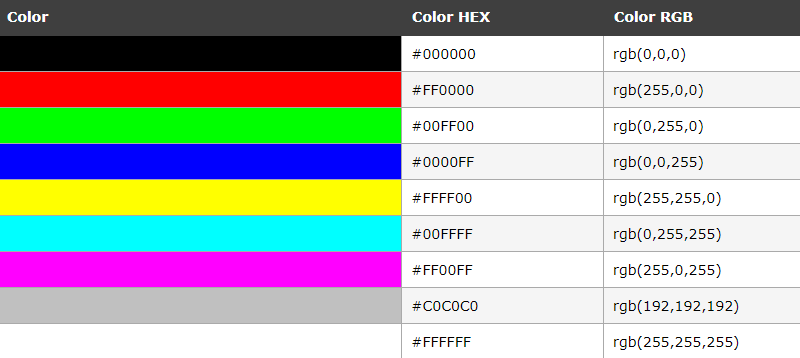 Color Color HEX Color RGB
#000000 rgb(0,0,0)
#FF0000 rgb(255,0,0)
#00FF00 rgb(0,255,0)
#0000FF rgb(0,0,255)
#FFFF00 rgb(255,255,0)
#00FFFF rgb(0,255,255)
#FF00FF rgb(255,0,255)
#C0C0C0 rgb(192,192,192)
#FFFFFF rgb(255,255,255)